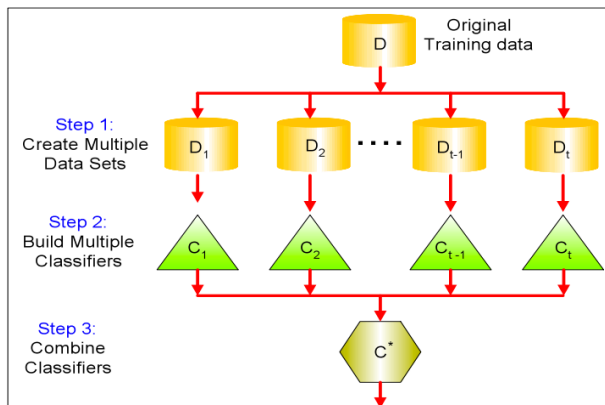 D
Original
Training data
Step 1:
Create Multiple
Data Sets
D1
D2
....
Dt-1
Dt
Step 2:
Build Multiple
Classifiers
C1
C2
Ct-1
Ct
Step 3:
Combine
Classifiers
C*